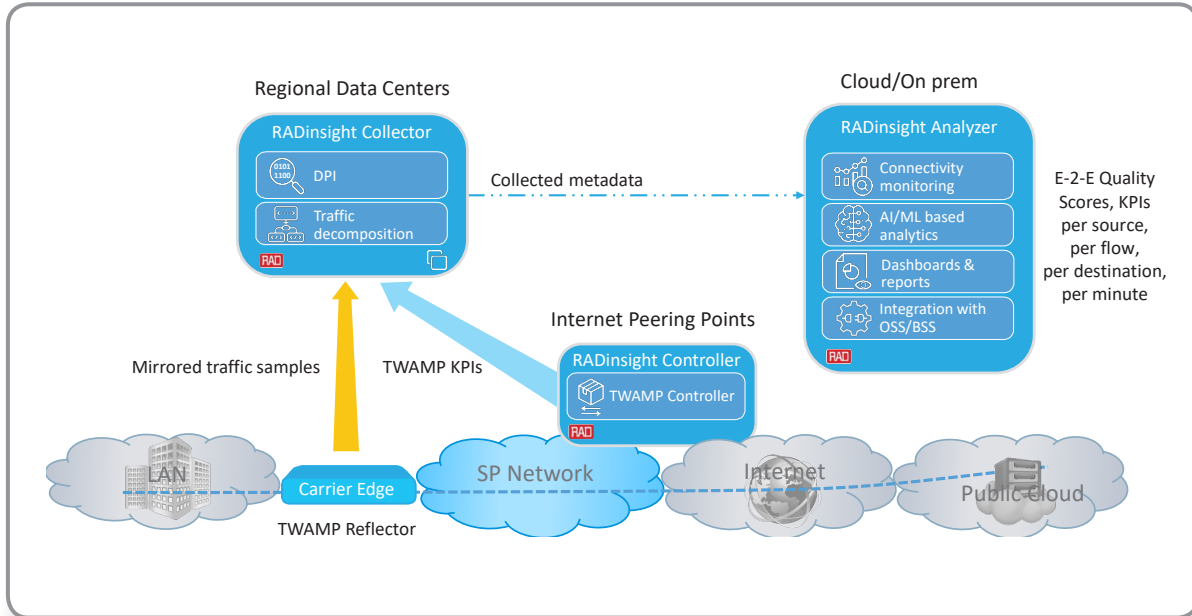 Regional Data Centers
RADinsight Collector
0101
1100
DPI
Traffic
decomposition
RAD
Collected metadata
Cloud/On prem
RADinsight Analyzer
Connectivity
monitoring
AI/ML based
analytics
Dashboards &
reports
Integration with
OSS/BSS
RAD
E-2-E Quality
Scores, KPIs
per source,
per flow,
per destination,
per minute
Mirrored traffic samples
TWAMP KPIs
Internet Peering Points
RADinsight Controller
TWAMP Controller
RAD
LAN
Carrier Edge
TWAMP Reflector
SP Network
Internet
Public Cloud